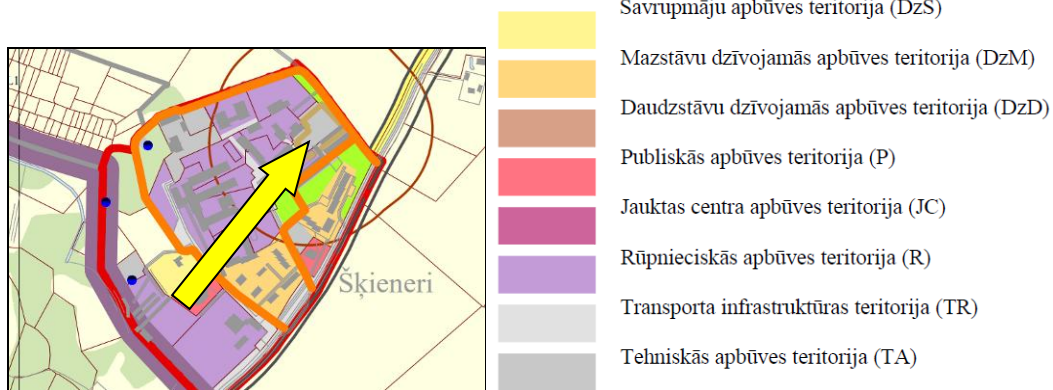 Savrupmāju apbūves teritorija (DzS)
Mazstāvu dzīvojamās apbūves teritorija (DzM)
Daudzstāvu dzīvojamās apbūves teritorija (DzD)
Publiskās apbūves teritorija (P)
Jauktas centra apbūves teritorija (JC)
Rūpnieciskās apbūves teritorija (R)
Transporta infrastruktūras teritorija (TR)
Tehniskās apbūves teritorija (TA)
Šķieneri